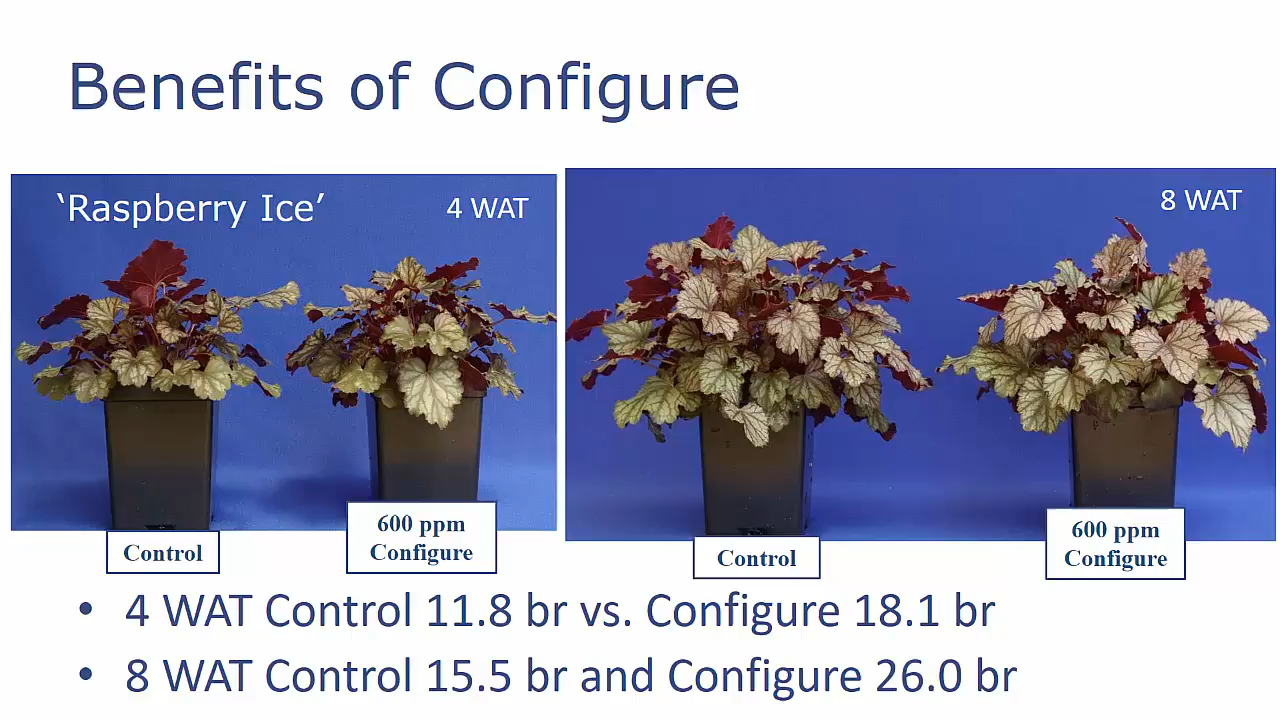 Benefits of Configure
‘Raspberry Ice’
4 WAT
8 WAT
Control
600 ppm
Configure
Control
600 ppm
Configure
• 4 WAT Control 11.8 br vs. Configure 18.1 br
• 8 WAT Control 15.5 br and Configure 26.0 br